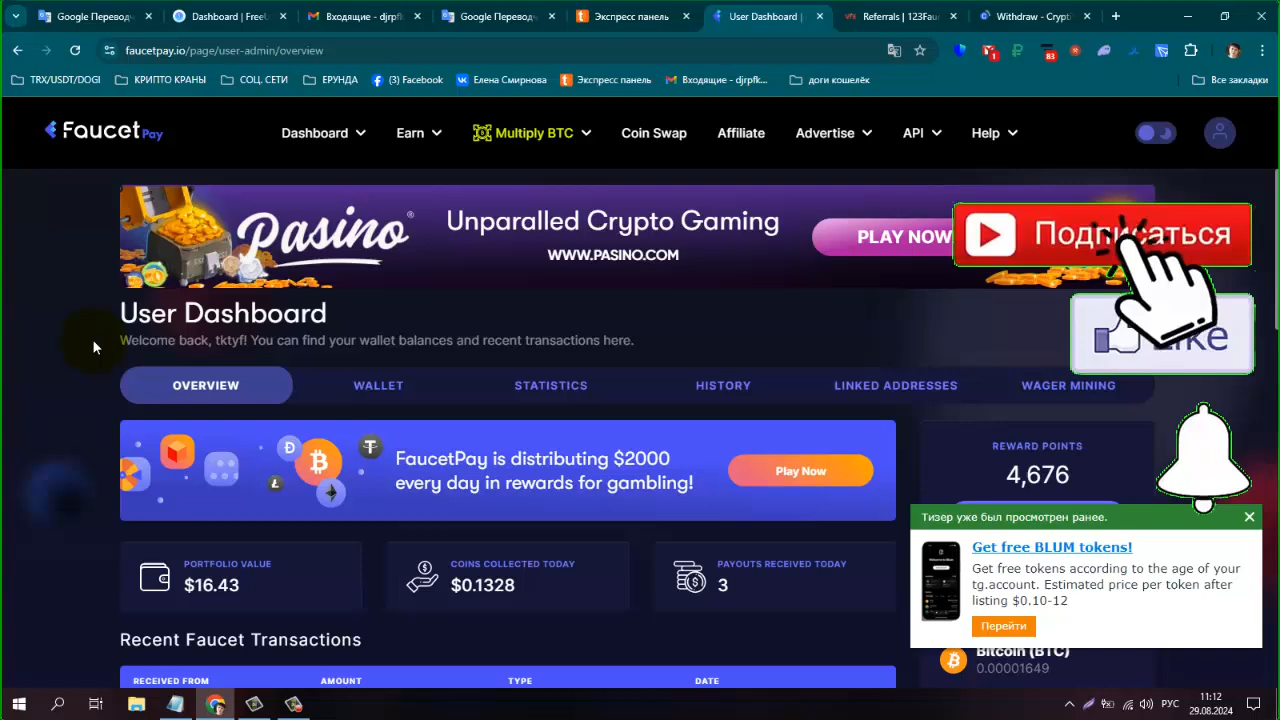 Google Перевод
Dashboard | Free
Входящие - djrpfk
Google Перевод
Экспресс панель
User Dashboard |
Referrals | 123Fau
Withdraw - Crypti
faucetpay.io/page/user-admin/overview
1
83
TRX/USDT/DOGI
КРИПТО КРАНЫ
СОЦ. СЕТИ
ЕРУНДА
(3) Facebook
Елена Смирнова
Экспресс панель
Входящие - djrpfk...
доги кошелёк
Все закладки
FaucetPay
Dashboard
Earn
Multiply BTC
Coin Swap
Affiliate
Advertise
API
Help
Pasino®
Unparalled Crypto Gaming
WWW.PASINO.COM
PLAY NOW
Подписаться
Like
User Dashboard
Welcome back, tktyf! You can find your wallet balances and recent transactions here.
OVERVIEW
WALLET
STATISTICS
HISTORY
LINKED ADDRESSES
WAGER MINING
FaucetPay is distributing $2000
every day in rewards for gambling!
Play Now
REWARD POINTS
4,676
PORTFOLIO VALUE
$16.43
COINS COLLECTED TODAY
$0.1328
PAYOUTS RECEIVED TODAY
3
Тизер уже был просмотрен ранее.
Get free BLUM tokens!
Get free tokens according to the age of your
tg.account. Estimated price per token after
listing $0.10-12
Перейти
Bitcoin (BTC)
0.00001649
Recent Faucet Transactions
RECEIVED FROM
AMOUNT
TYPE
DATE
РУС
11:12
29.08.2024